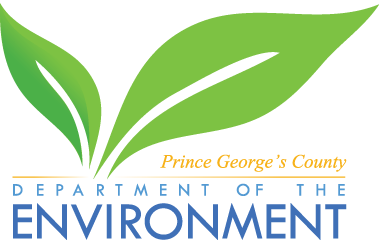 Prince George's County
DEPARTMENT OF THE
ENVIRONMENT